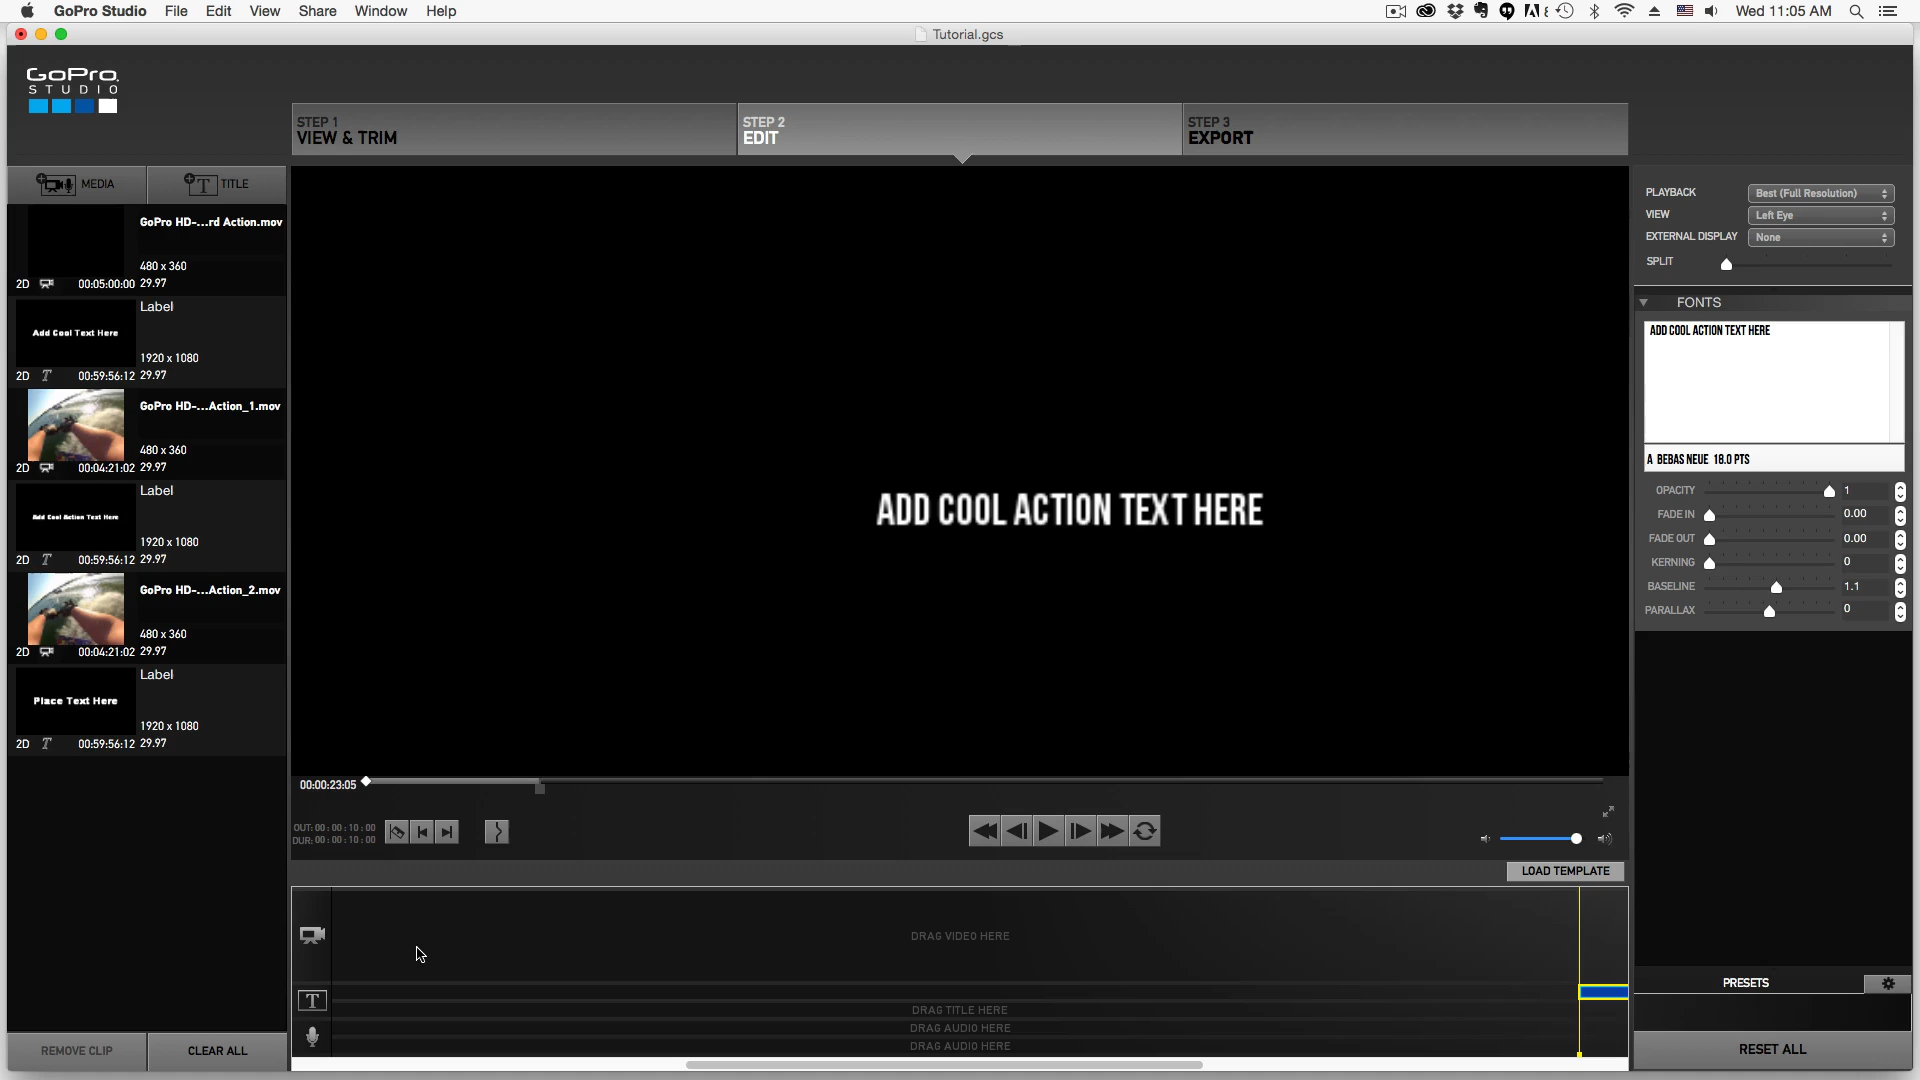 GoPro Studio File Edit View Share Window Help
8 Wed 11:05 AM
Tutorial.gcs
GoPro
STUDIO
STEP 1
VIEW & TRIM
STEP 2
EDIT
STEP 3
EXPORT
MEDIA
T TITLE
GoPro HD-...rd Action.mov
480 x 360
2D 00:05:00:00 29.97
Label
Add Cool Text Here
1920 x 1080
2D T 00:59:56:12 29.97
GoPro HD-...Action_1.mov
480 x 360
2D 00:04:21:02 29.97
Label
Add Cool Action Text Here
1920 x 1080
2D T 00:59:56:12 29.97
GoPro HD-...Action_2.mov
480 x 360
2D 00:04:21:02 29.97
Label
Place Text Here
1920 x 1080
2D T 00:59:56:12 29.97
REMOVE CLIP
CLEAR ALL
ADD COOL ACTION TEXT HERE
00:00:23:05
OUT: 00 : 00 : 10 : 00
DUR: 00 : 00 : 10 : 00
LOAD TEMPLATE
DRAG VIDEO HERE
T
DRAG TITLE HERE
DRAG AUDIO HERE
DRAG AUDIO HERE
PLAYBACK Best (Full Resolution)
VIEW Left Eye
EXTERNAL DISPLAY None
SPLIT
FONTS
ADD COOL ACTION TEXT HERE
A BEBAS NEUE 18.0 PTS
OPACITY 1
FADE IN 0.00
FADE OUT 0.00
KERNING 0
BASELINE 1.1
PARALLAX 0
PRESETS
RESET ALL